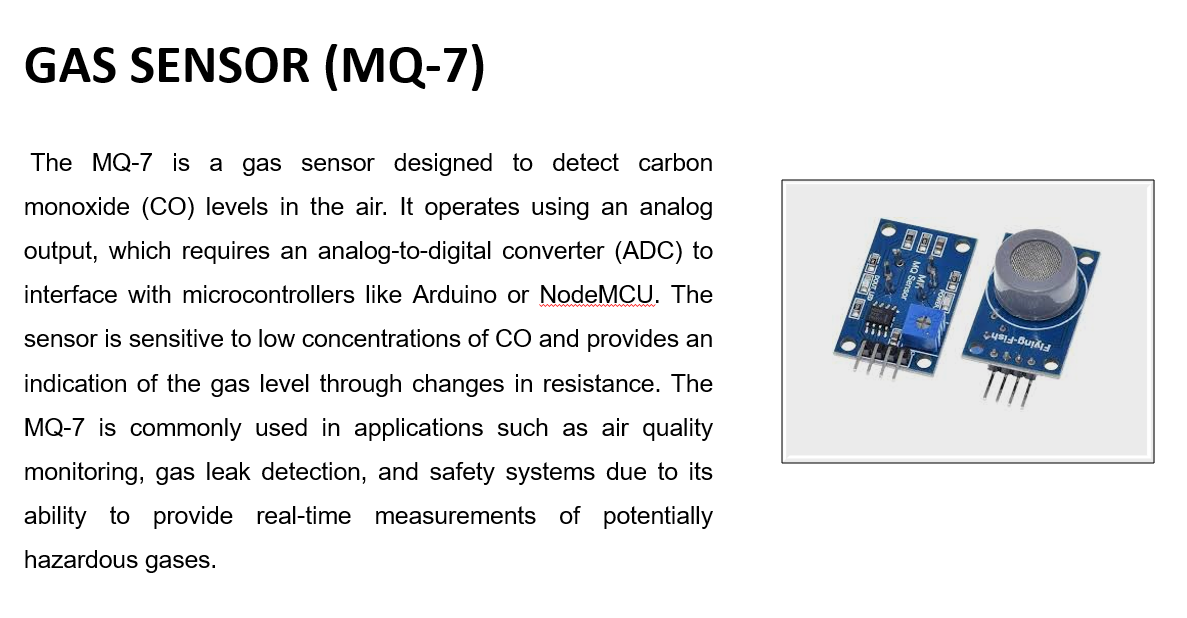 GAS SENSOR (MQ-7)
The MQ-7 is a gas sensor designed to detect carbon
monoxide (CO) levels in the air. It operates using an analog
output, which requires an analog-to-digital converter (ADC) to
interface with microcontrollers like Arduino or NodeMCU. The
sensor is sensitive to low concentrations of CO and provides an
indication of the gas level through changes in resistance. The
MQ-7 is commonly used in applications such as air quality
monitoring, gas leak detection, and safety systems due to its
ability to provide real-time measurements of potentially
hazardous gases.
MQ Sensor
Flying-Fish